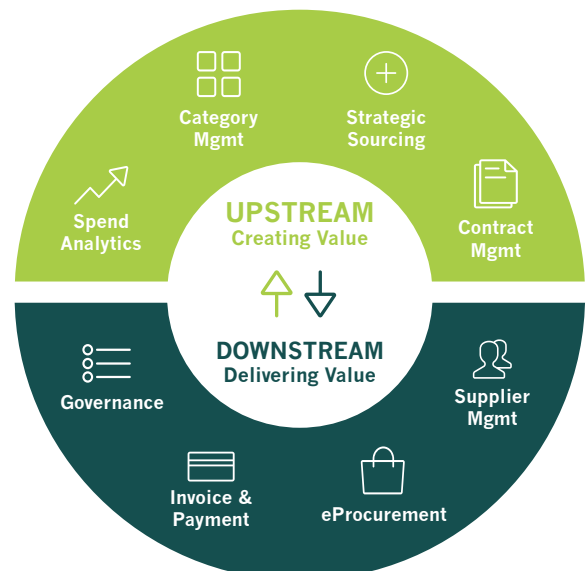 Category
Mgmt
Strategic
Sourcing
Spend
Analytics
UPSTREAM
Creating Value
Contract
Mgmt
DOWNSTREAM
Delivering Value
Governance
Supplier
Mgmt
Invoice &
Payment
eProcurement